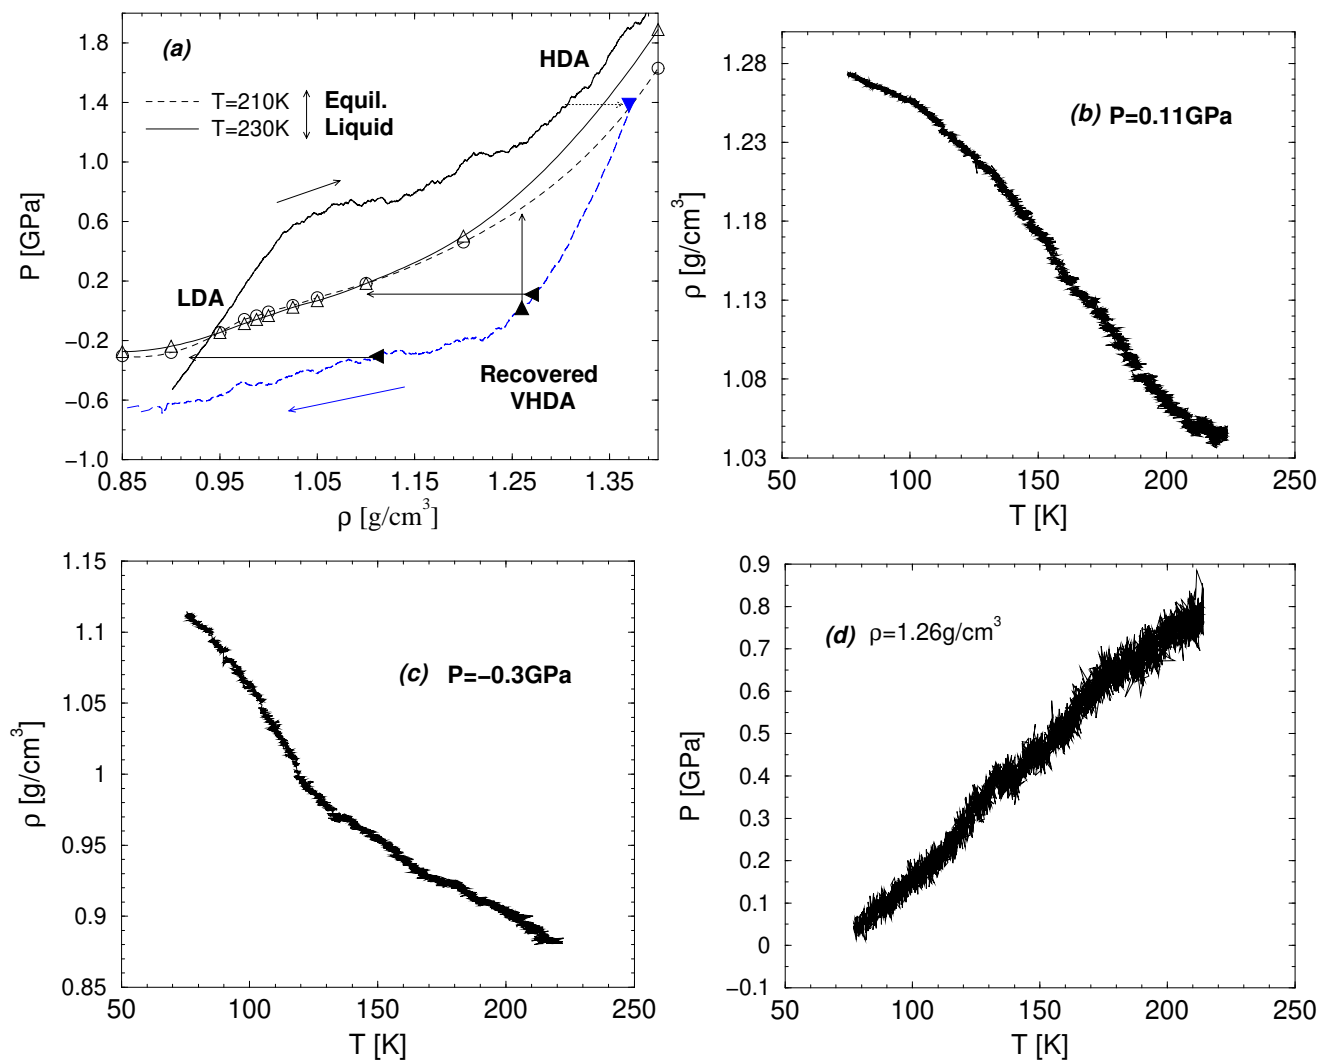 (a)
HDA
T=210K
T=230K
Equil.
Liquid
LDA
Recovered
VHDA
1.8
1.4
1.0
0.6
0.2
−0.2
−0.6
−1.0
P [GPa]
0.85 0.95 1.05 1.15 1.25 1.35
ρ [g/cm³]
(b) P=0.11GPa
1.28
1.23
1.18
1.13
1.08
1.03
ρ [g/cm³]
50 100 150 200 250
T [K]
(c) P=−0.3GPa
1.15
1.1
1.05
1
0.95
0.9
0.85
ρ [g/cm³]
50 100 150 200 250
T [K]
(d) ρ=1.26g/cm³
0.9
0.8
0.7
0.6
0.5
0.4
0.3
0.2
0.1
0
−0.1
P [GPa]
50 100 150 200 250
T [K]